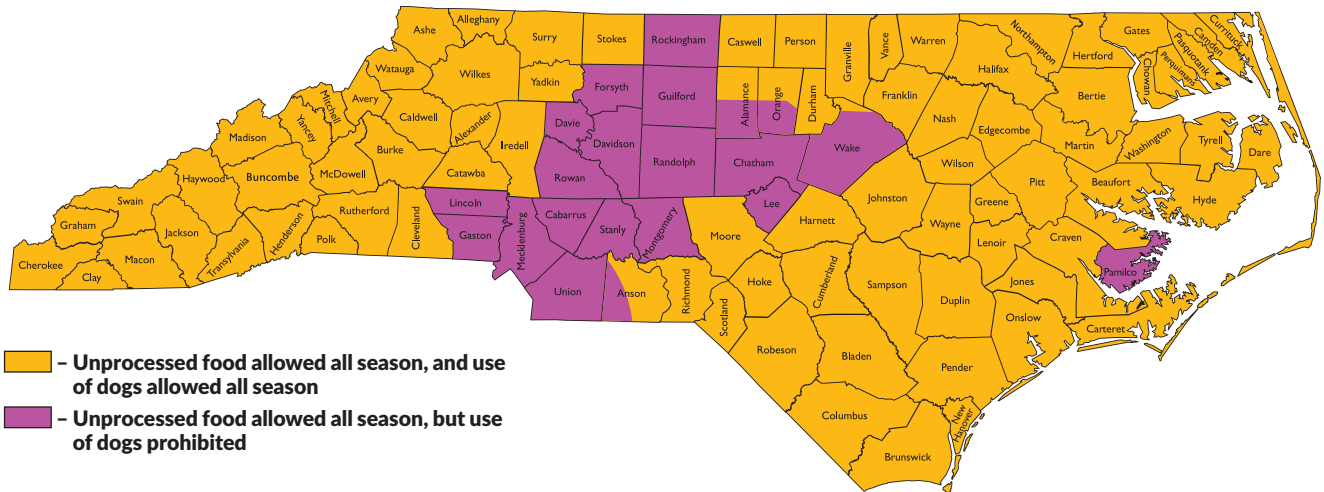 Ashe
Alleghany
Surry
Stokes
Rockingham
Caswell
Person
Granville
Vance
Warren
Northampton
Gates
Currituck
Camden
Pasquotank
Perquimans
Chowan
Hertford
Halifax
Watauga
Wilkes
Yadkin
Forsyth
Guilford
Alamance
Orange
Durham
Franklin
Bertie
Mitchell
Avery
Yancey
Caldwell
Alexander
Iredell
Davie
Davidson
Nash
Edgecombe
Martin
Washington
Tyrell
Dare
Madison
Burke
Randolph
Chatham
Wake
Wilson
Haywood
Buncombe
McDowell
Catawba
Rowan
Pitt
Beaufort
Hyde
Swain
Rutherford
Cleveland
Lincoln
Lee
Johnston
Greene
Graham
Jackson
Transylvania
Henderson
Polk
Gaston
Mecklenburg
Cabarrus
Stanly
Montgomery
Moore
Harnett
Wayne
Lenoir
Craven
Pamilco
Cherokee
Clay
Macon
Union
Anson
Richmond
Scotland
Hoke
Cumberland
Sampson
Duplin
Jones
Onslow
Carteret
Robeson
Bladen
Pender
Columbus
New
Hanover
Brunswick
– Unprocessed food allowed all season, and use
of dogs allowed all season
– Unprocessed food allowed all season, but use
of dogs prohibited